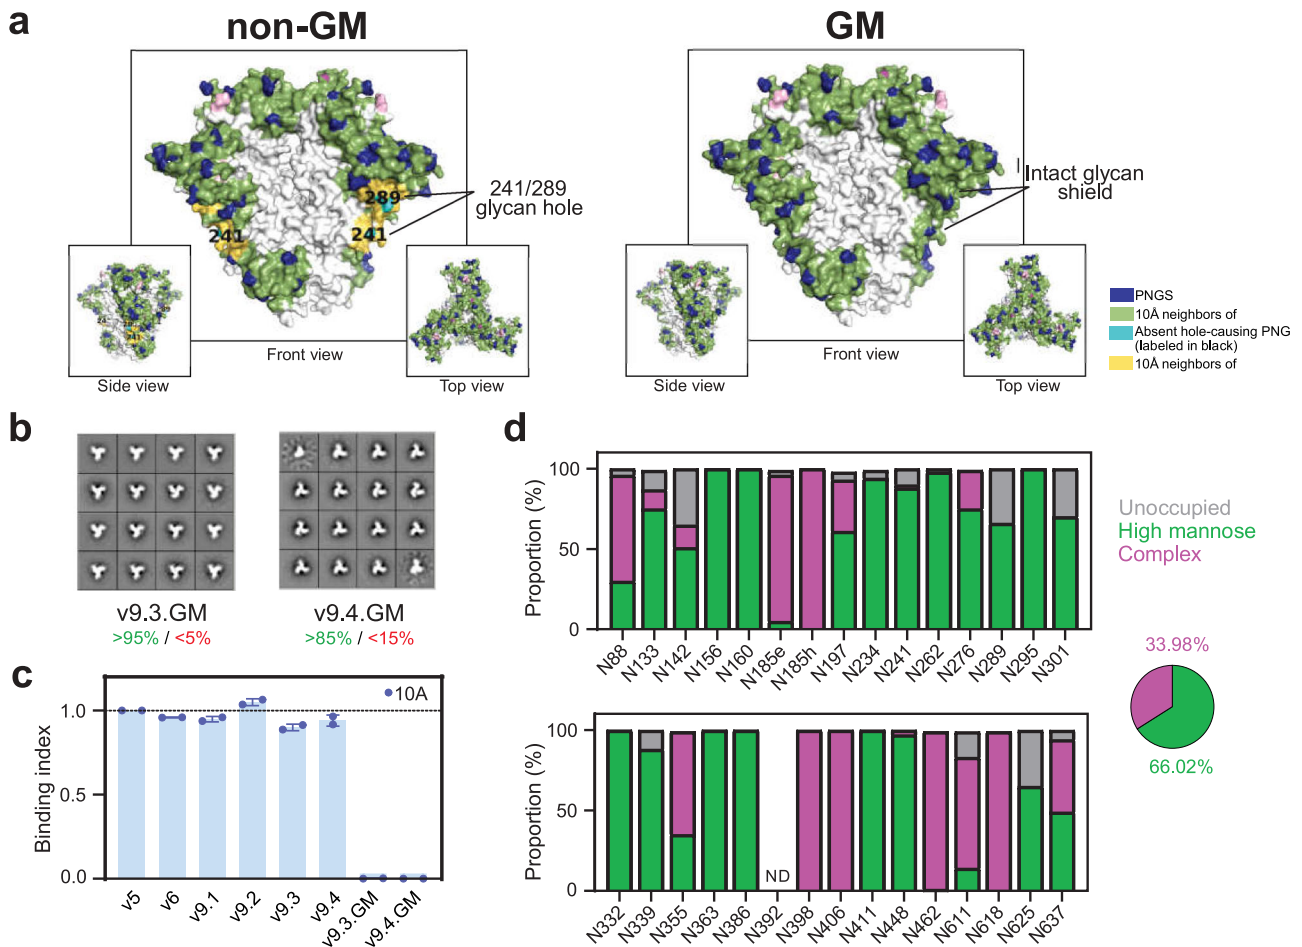 a
non-GM
GM
289
241
241
241/289
glycan hole
Intact glycan
shield
Front view
Side view
Top view
Front view
Side view
Top view
PNGS
10Å neighbors of
Absent hole-causing PNG
(labeled in black)
10Å neighbors of
b
v9.3.GM
>95% / <5%
v9.4.GM
>85% / <15%
c
Binding index
1.0
0.5
0.0
10A
v5
v6
v9.1
v9.2
v9.3
v9.4
v9.3.GM
v9.4.GM
d
Proportion (%)
100
50
0
N88
N133
N142
N156
N160
N185e
N185h
N197
N234
N241
N262
N276
N289
N295
N301
Unoccupied
High mannose
Complex
33.98%
66.02%
Proportion (%)
100
50
0
ND
N332
N339
N355
N363
N386
N392
N398
N406
N411
N448
N462
N611
N618
N625
N637